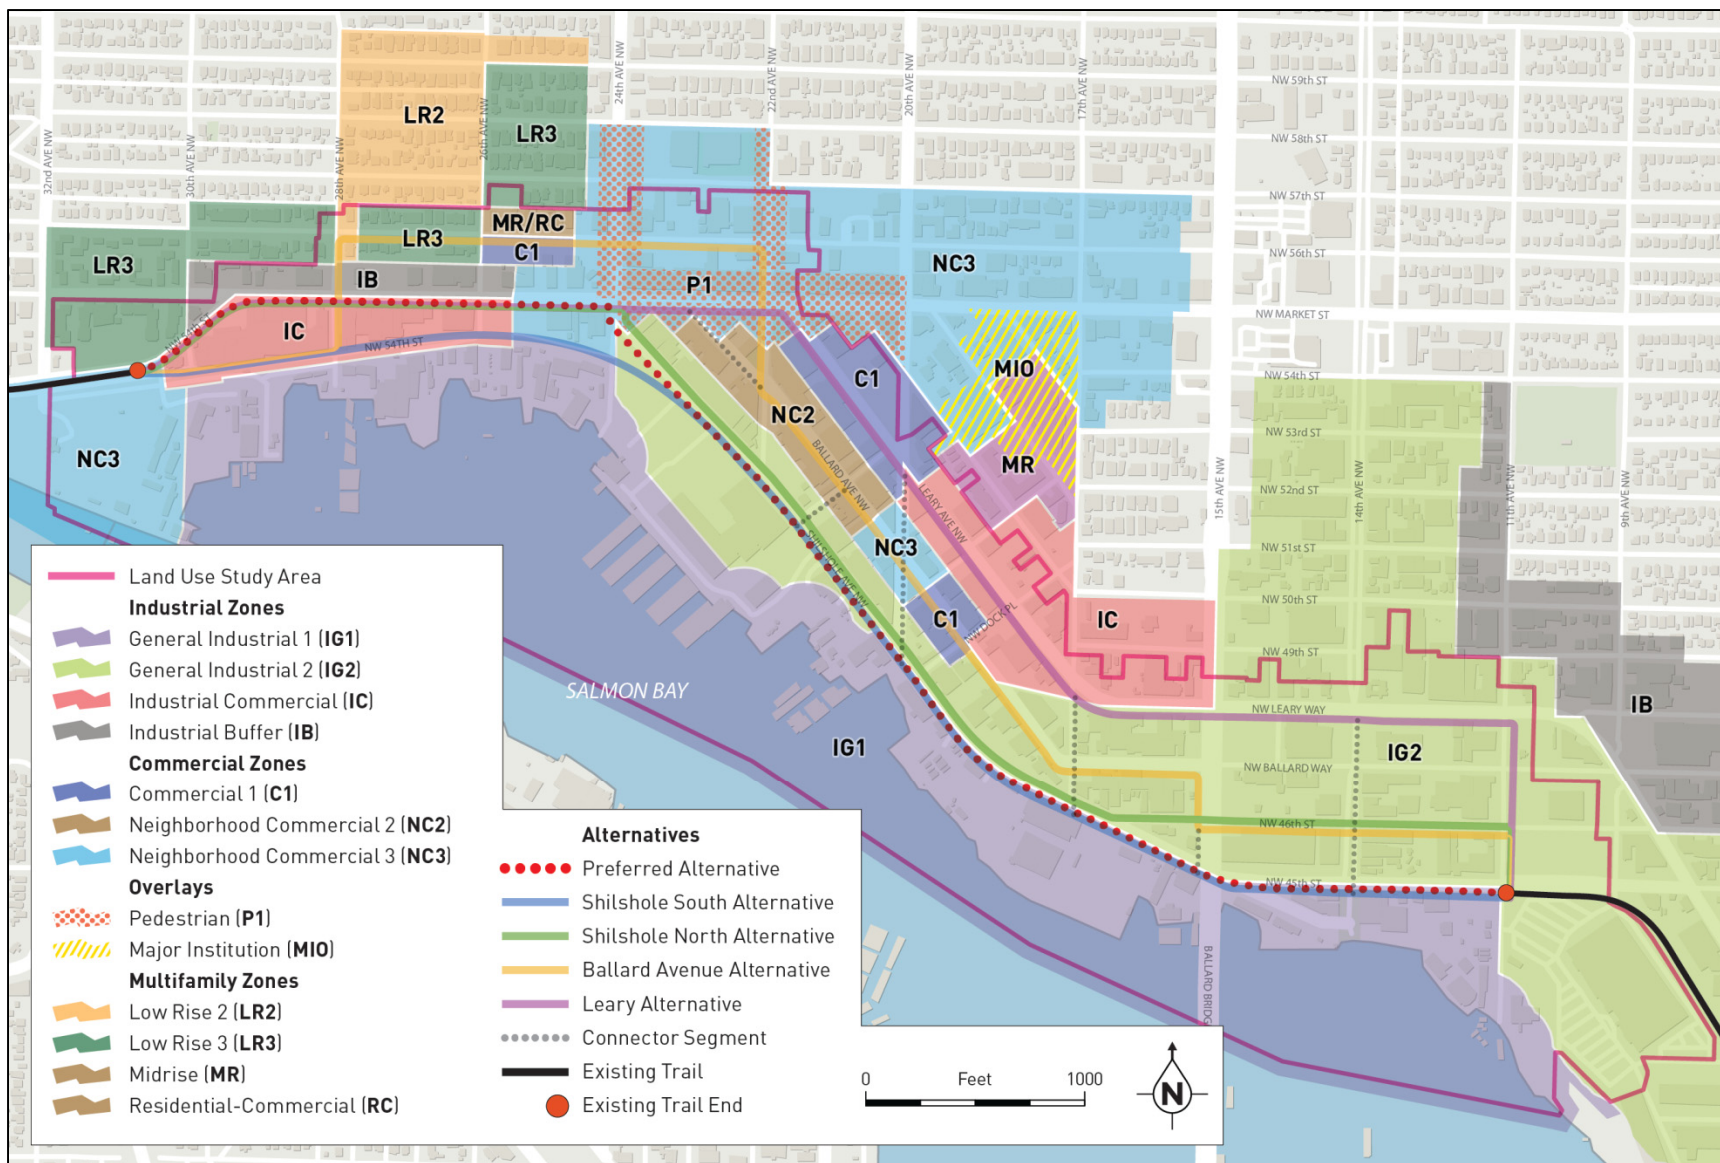 NW 59th ST
NW 58th ST
NW 57th ST
NW 56th ST
NW MARKET ST
NW 54th ST
NW 53rd ST
NW 52nd ST
NW 51st ST
NW 50th ST
NW 49th ST
NW LEARY WAY
NW BALLARD WAY
NW 46th ST
NW 45th ST
32nd AVE NW
30th AVE NW
28th AVE NW
26th AVE NW
24th AVE NW
22nd AVE NW
20th AVE NW
17th AVE NW
15th AVE NW
14th AVE NW
11th AVE NW
9th AVE NW
LR2
LR3
LR3
LR3
MR/RC
C1
IB
IC
P1
NC3
MIO
MR
C1
NC2
NC3
C1
IC
NC3
IG1
IG2
IB
NW 54th ST
NW 54TH ST
BALLARD AVE NW
SHILSHOLE AVE NW
LEARY AVE NW
NW DOCK PL
BALLARD BRIDG
SALMON BAY
Land Use Study Area
Industrial Zones
General Industrial 1 (IG1)
General Industrial 2 (IG2)
Industrial Commercial (IC)
Industrial Buffer (IB)
Commercial Zones
Commercial 1 (C1)
Neighborhood Commercial 2 (NC2)
Neighborhood Commercial 3 (NC3)
Overlays
Pedestrian (P1)
Major Institution (MIO)
Multifamily Zones
Low Rise 2 (LR2)
Low Rise 3 (LR3)
Midrise (MR)
Residential-Commercial (RC)
Alternatives
Preferred Alternative
Shilshole South Alternative
Shilshole North Alternative
Ballard Avenue Alternative
Leary Alternative
Connector Segment
Existing Trail
Existing Trail End
0 Feet 1000
N